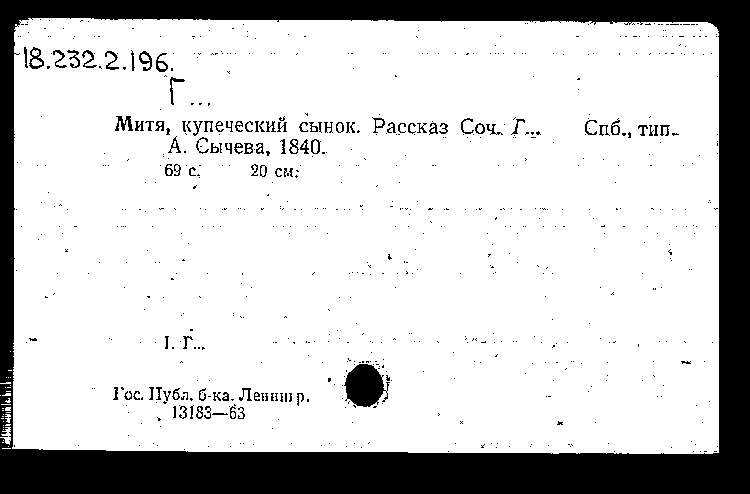 18.232.2.196.
Г...
Митя, купеческий сынок. Рассказ Соч. Г... Спб., тип.
А. Сычева, 1840.
69 с. 20 см.
I. Г...
Гос. Публ. б-ка. Ленингр.
13183—63